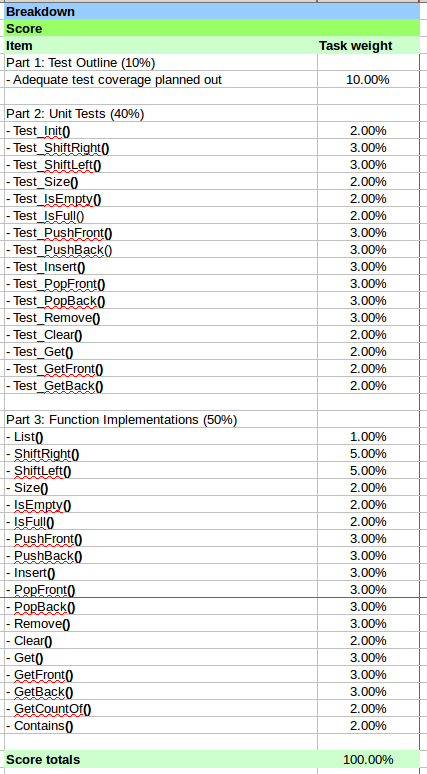 Breakdown
Score
Item Task weight
Part 1: Test Outline (10%)
- Adequate test coverage planned out 10.00%
Part 2: Unit Tests (40%)
- Test_Init() 2.00%
- Test_ShiftRight() 3.00%
- Test_ShiftLeft() 3.00%
- Test_Size() 2.00%
- Test_IsEmpty() 2.00%
- Test_IsFull() 2.00%
- Test_PushFront() 3.00%
- Test_PushBack() 3.00%
- Test_Insert() 3.00%
- Test_PopFront() 3.00%
- Test_PopBack() 3.00%
- Test_Remove() 3.00%
- Test_Clear() 2.00%
- Test_Get() 2.00%
- Test_GetFront() 2.00%
- Test_GetBack() 2.00%
Part 3: Function Implementations (50%)
- List() 1.00%
- ShiftRight() 5.00%
- ShiftLeft() 5.00%
- Size() 2.00%
- IsEmpty() 2.00%
- IsFull() 2.00%
- PushFront() 3.00%
- PushBack() 3.00%
- Insert() 3.00%
- PopFront() 3.00%
- PopBack() 3.00%
- Remove() 3.00%
- Clear() 2.00%
- Get() 3.00%
- GetFront() 3.00%
- GetBack() 3.00%
- GetCountOf() 2.00%
- Contains() 2.00%
Score totals 100.00%